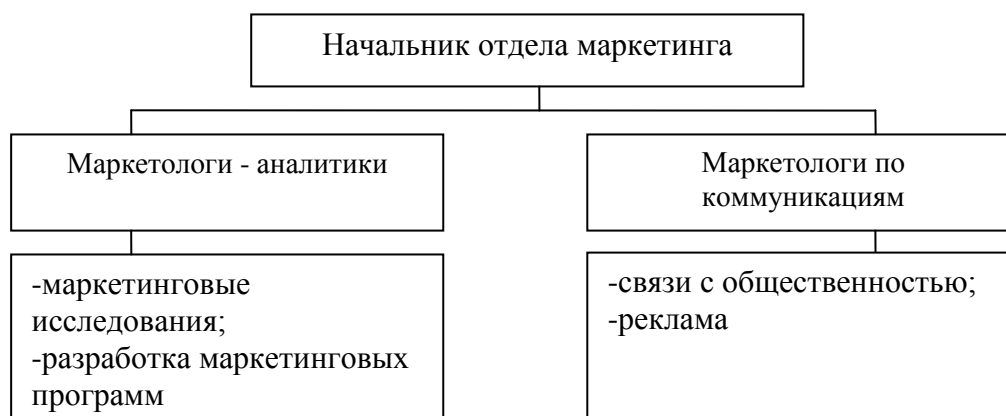 Начальник отдела маркетинга
Маркетологи - аналитики
Маркетологи по
коммуникациям
-маркетинговые
исследования;
-разработка маркетинговых
программ
-связи с общественностью;
-реклама